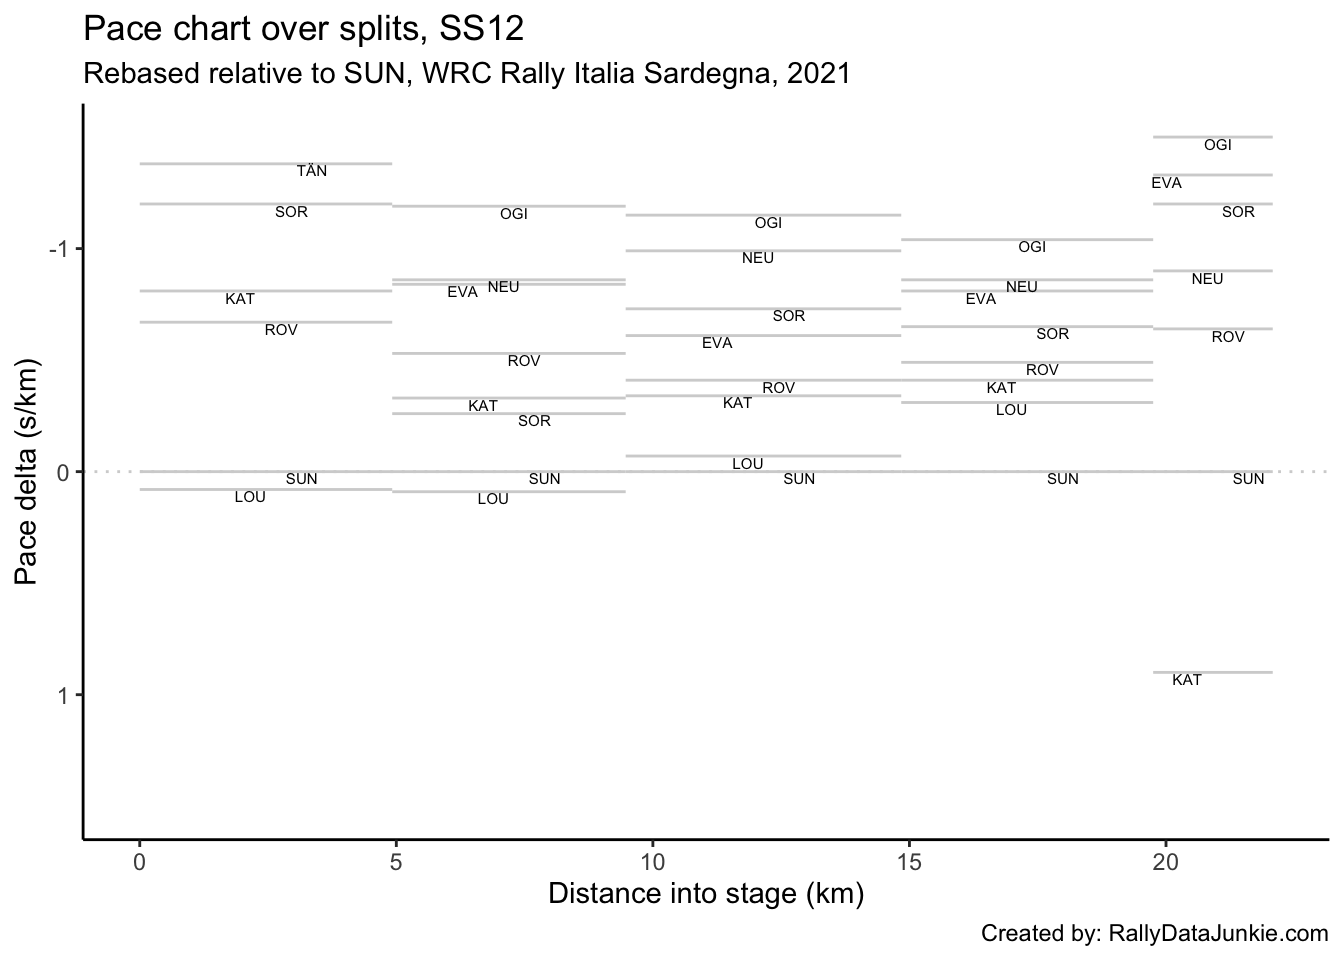 Pace chart over splits, SS12
Rebased relative to SUN, WRC Rally Italia Sardegna, 2021
OGI
TÄN
EVA
SOR
OGI
SOR
OGI
-1
OGI
NEU
NEU
EVA
NEU
KAT
EVA
NEU
ROV
SOR
SOR
ROV
EVA
ROV
ROV
ROV
KAT
KAT
KAT
LOU
SOR
LOU
0
SUN
SUN
SUN
SUN
SUN
LOU
LOU
KAT
1
Pace delta (s/km)
0
5
10
15
20
Distance into stage (km)
Created by: RallyDataJunkie.com